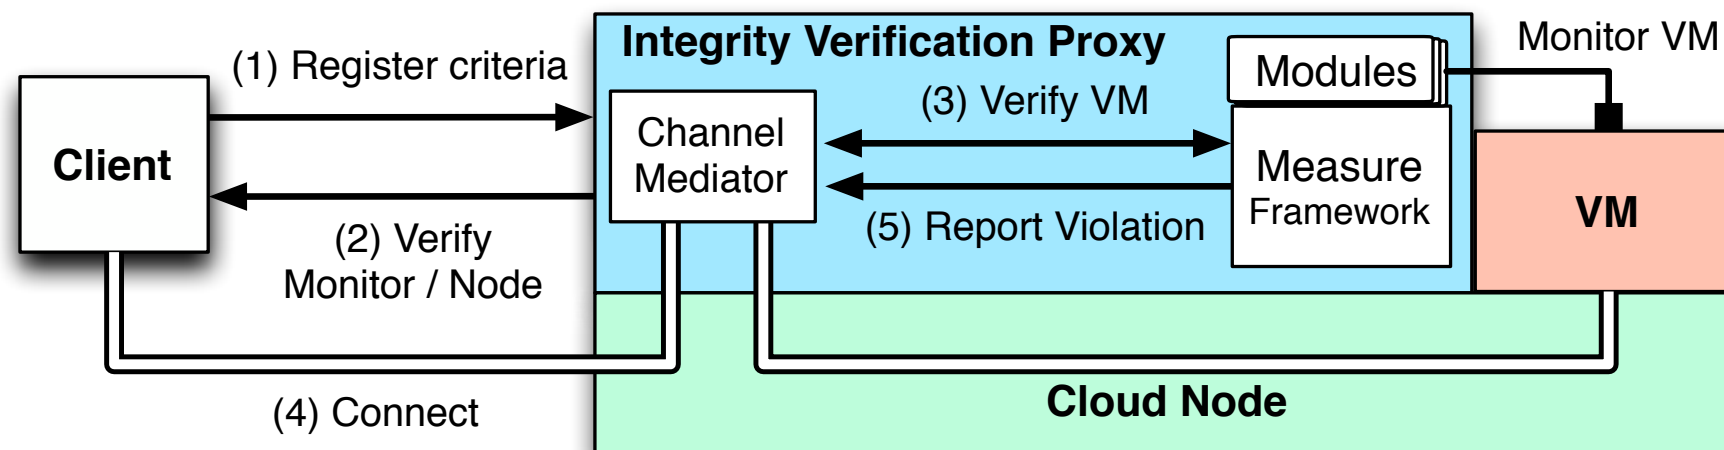 Integrity Verification Proxy
Monitor VM
(1) Register criteria
Modules
(3) Verify VM
Channel
Mediator
Client
Measure
Framework
VM
(5) Report Violation
(2) Verify
Monitor / Node
Cloud Node
(4) Connect